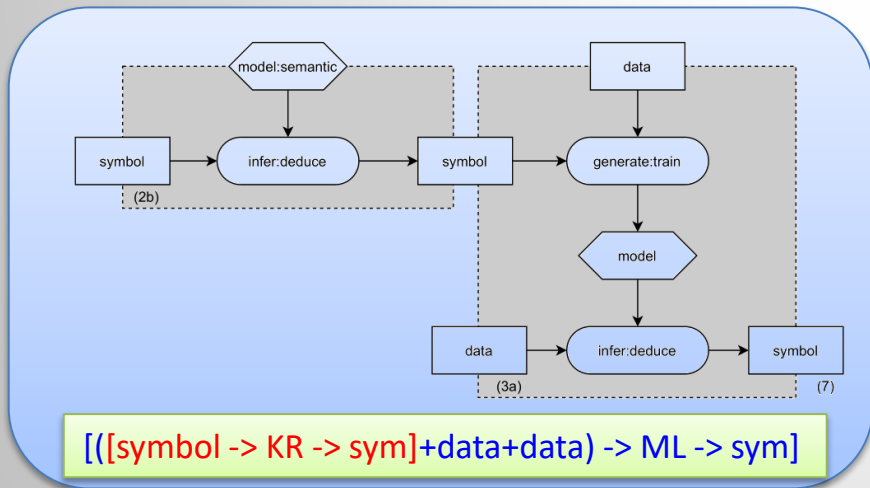 model:semantic
data
symbol
infer:deduce
symbol
generate:train
(2b)
model
data
infer:deduce
symbol
(3a)
(7)
[([symbol -> KR -> sym]+data+data) -> ML -> sym]